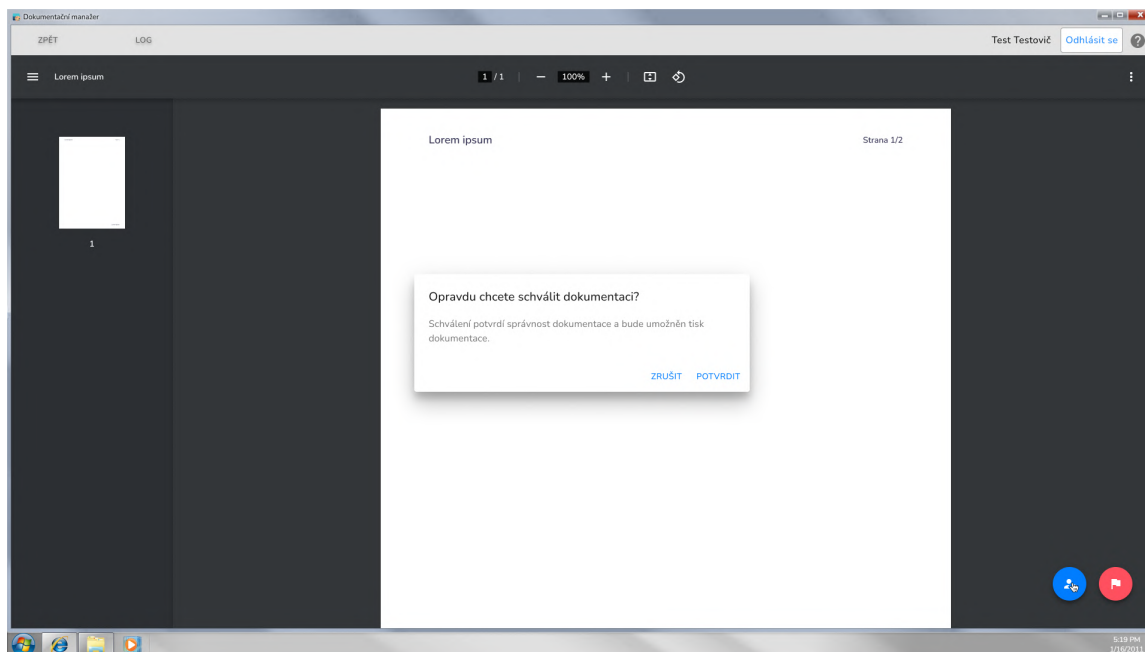 Dokumentační manažer
ZPĚT LOG Test Testovič Odhlásit se
Lorem ipsum 1 / 1 100%
Lorem ipsum Strana 1/2
1
Opravdu chcete schválit dokumentaci?
Schválení potvrdí správnost dokumentace a bude umožněn tisk
dokumentace.
ZRUŠIT POTVRDIT
5:19 PM
1/16/2011